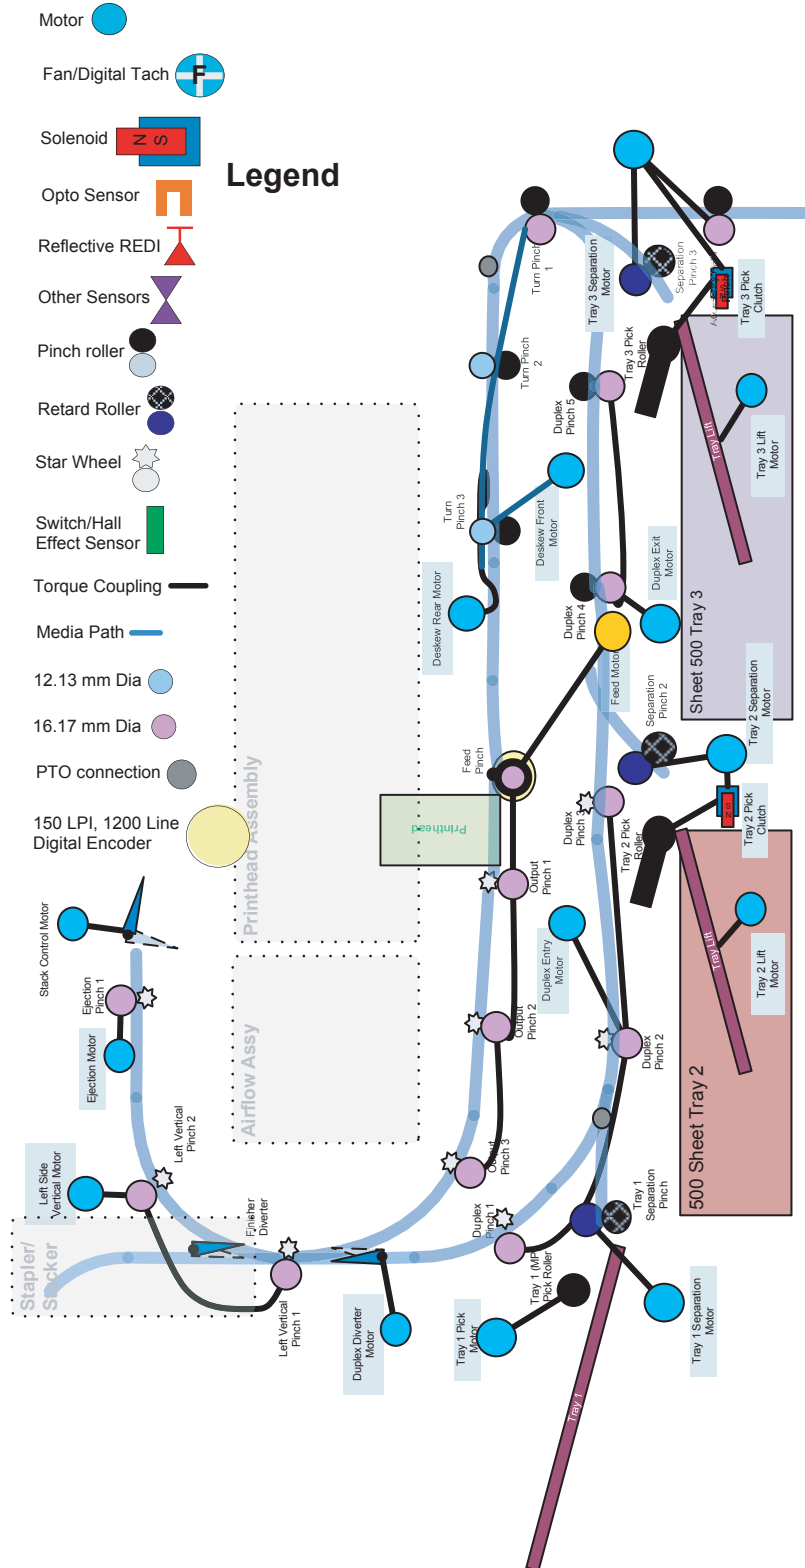 Motor
Fan/Digital Tach
F
Solenoid
N S
Legend
Opto Sensor
Reflective REDI
Other Sensors
Pinch roller
Retard Roller
Star Wheel
Switch/Hall
Effect Sensor
Torque Coupling
Media Path
12.13 mm Dia
16.17 mm Dia
PTO connection
150 LPI, 1200 Line
Digital Encoder
Turn Pinch
1
Tray 3 Separation
Motor
Separation
Pinch 3
Tray 3 Pick
Clutch
Turn Pinch
2
Tray 3 Pick
Roller
Duplex
Pinch 5
Tray Lift
Tray 3 Lift
Motor
Turn
Pinch 3
Deskew Front
Motor
Deskew Rear Motor
Duplex
Pinch 4
Duplex Exit
Motor
Feed Motor
Sheet 500 Tray 3
Separation
Pinch 2
Tray 2 Separation
Motor
Feed
Pinch
Printhead Assembly
Printhead
Duplex
Pinch 3
Tray 2 Pick
Roller
N S
Tray 2 Pick
Clutch
Output
Pinch 1
Tray Lift
Tray 2 Lift
Motor
Stack Control Motor
Ejection
Pinch 1
Ejection Motor
Airflow Assy
Duplex Entry
Motor
Output
Pinch 2
Duplex
Pinch 2
500 Sheet Tray 2
Left Vertical
Pinch 2
Left Side
Vertical Motor
Output
Pinch 3
Duplex
Pinch 1
Tray 1
Separation
Pinch
Finisher
Diverter
Stapler/
Stacker
Left Vertical
Pinch 1
Duplex Diverter
Motor
Tray 1 (MP
Pick Roller
Tray 1 Pick
Motor
Tray 1 Separation
Motor
Tray 1